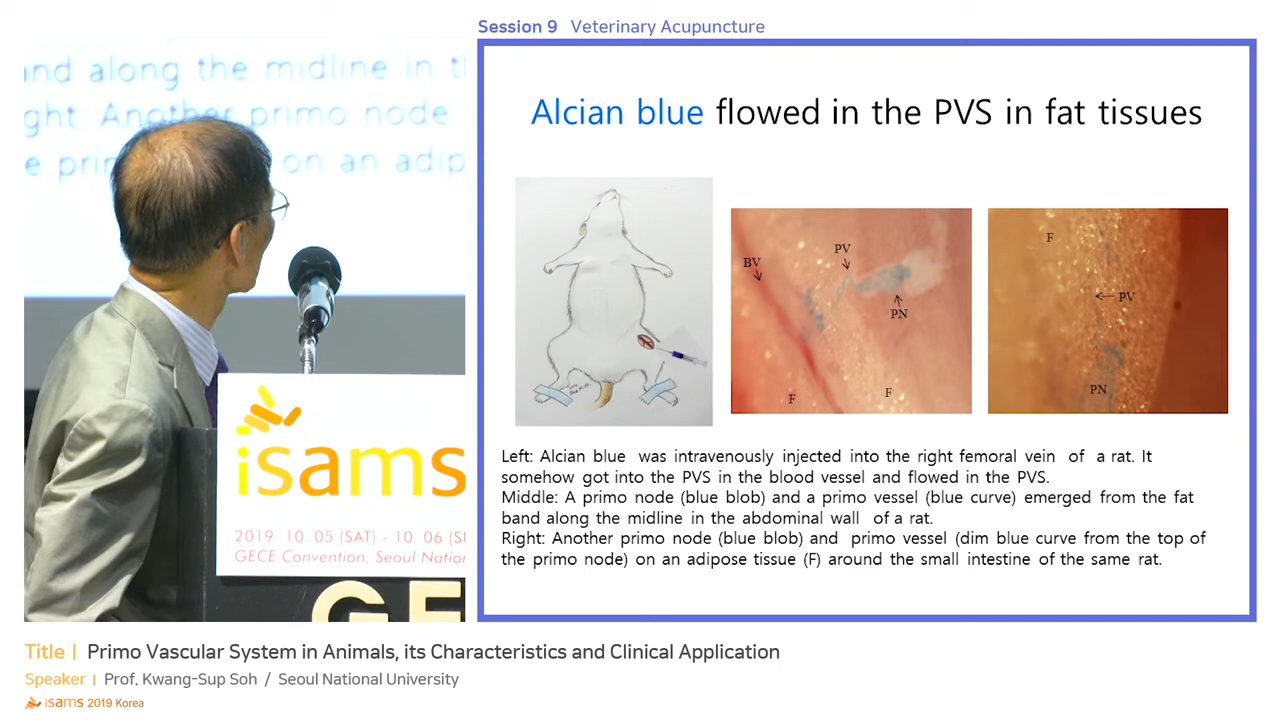 Session 9 Veterinary Acupuncture
and along the midline in th
ght: Another primo node
e prim on an adip
isams
2019 10 05 (SAT) - 10 06 (S
GECE Convention, Seoul Nation
GE
Alcian blue flowed in the PVS in fat tissues
BV
PV
PN
F
F
F
PV
PN
Left: Alcian blue was intravenously injected into the right femoral vein of a rat. It
somehow got into the PVS in the blood vessel and flowed in the PVS.
Middle: A primo node (blue blob) and a primo vessel (blue curve) emerged from the fat
band along the midline in the abdominal wall of a rat.
Right: Another primo node (blue blob) and primo vessel (dim blue curve from the top of
the primo node) on an adipose tissue (F) around the small intestine of the same rat.
Title | Primo Vascular System in Animals, its Characteristics and Clinical Application
Speaker | Prof. Kwang-Sup Soh / Seoul National University
isams 2019 Korea